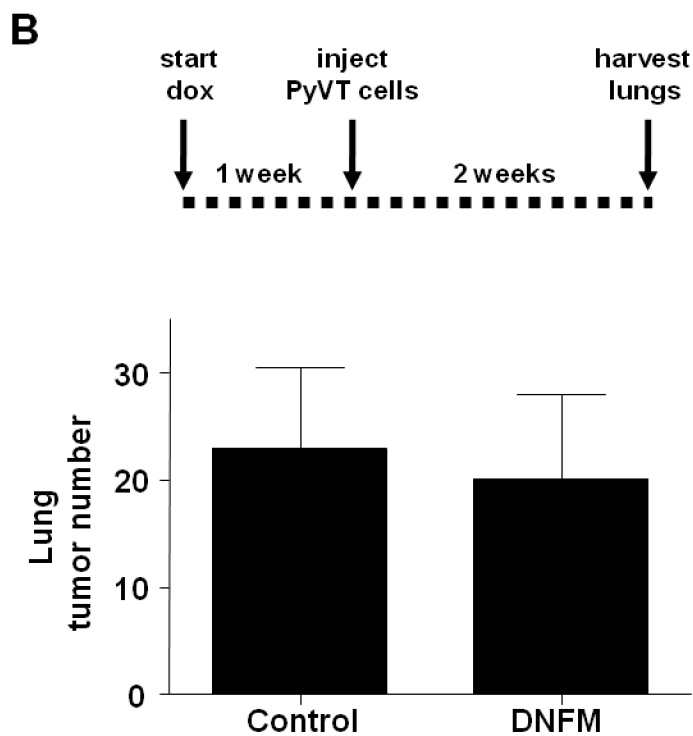 B
start
dox
inject
PyVT cells
harvest
lungs
1 week
2 weeks
Lung
tumor number
30
20
10
0
Control
DNFM